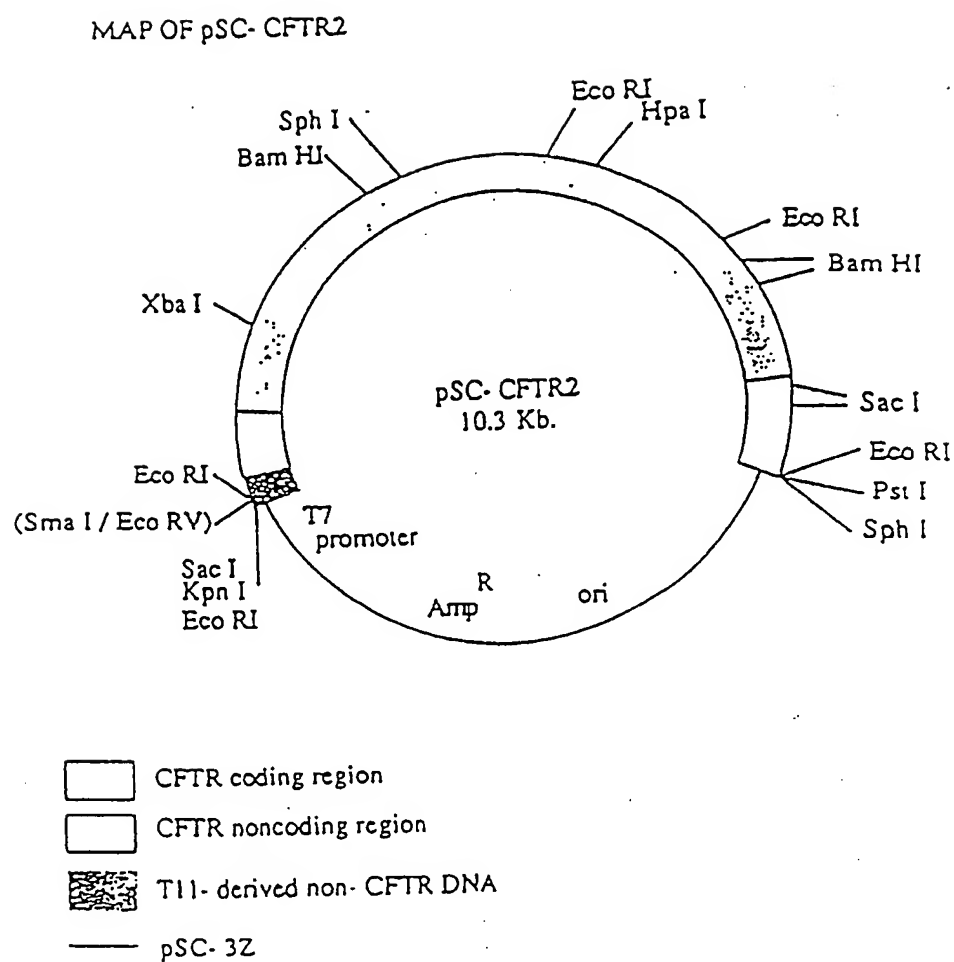 MAP OF pSC- CFTR2
Eco RI
Hpa I
Sph I
Bam HI
Eco RI
Bam HI
Xba I
pSC- CFTR2
10.3 Kb.
Sac I
Eco RI
Pst I
Sph I
Eco RI
(Sma I / Eco RV)
T7
promoter
Sac I
Kpn I
Eco RI
Amp R
ori
CFTR coding region
CFTR noncoding region
T11- derived non- CFTR DNA
pSC- 3Z